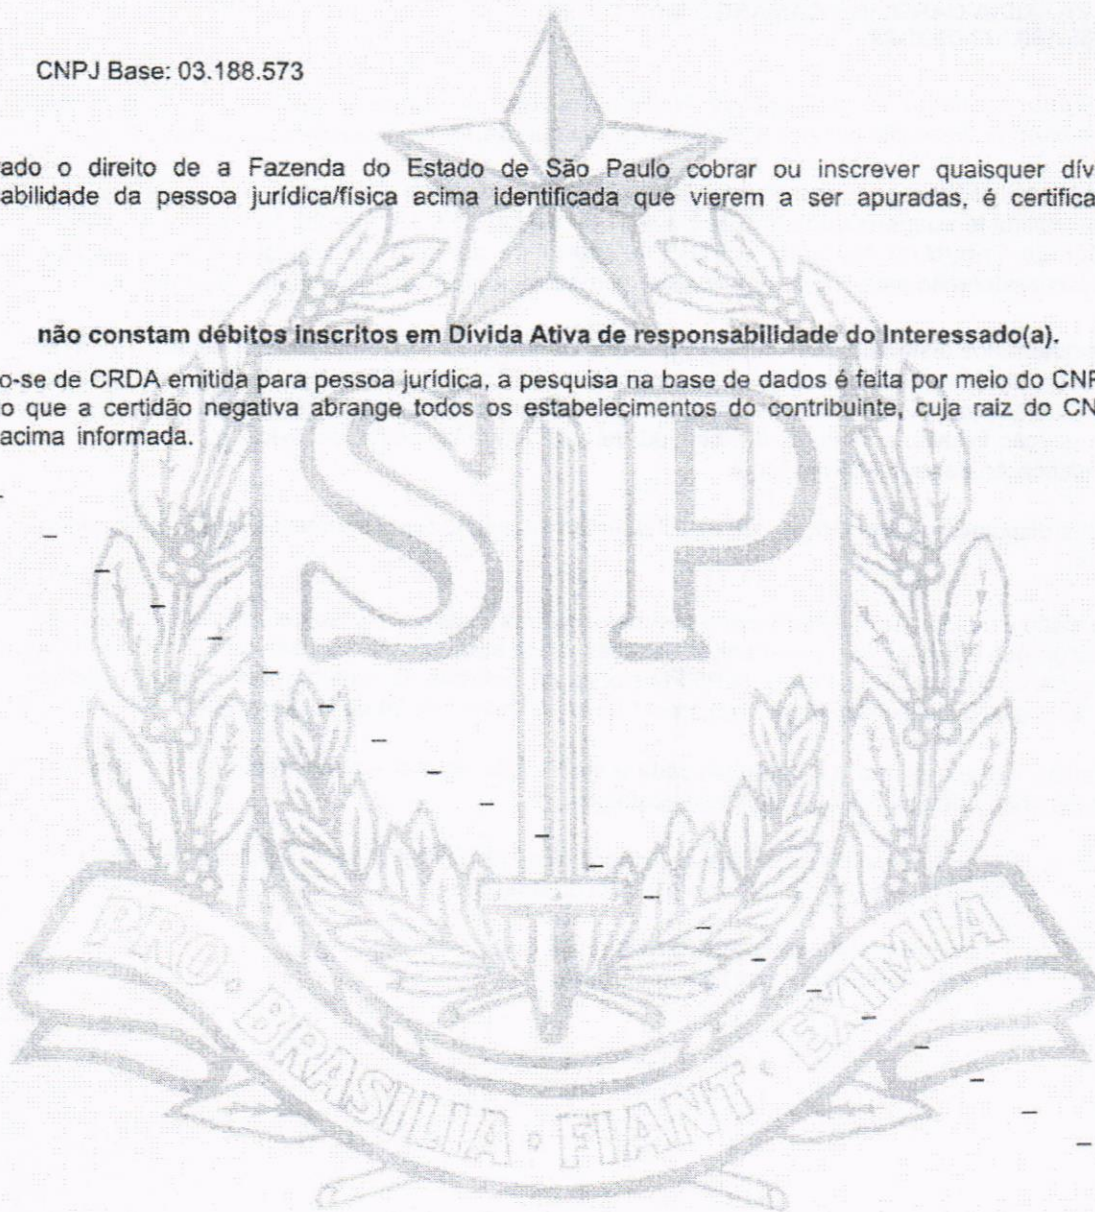 CNPJ Base: 03.188.573
ado o direito de a Fazenda do Estado de São Paulo cobrar ou inscrever quaisquer dív
abilidade da pessoa jurídica/física acima identificada que vierem a ser apuradas, é certifica
não constam débitos inscritos em Dívida Ativa de responsabilidade do Interessado(a).
o-se de CRDA emitida para pessoa jurídica, a pesquisa na base de dados é feita por meio do CNP
o que a certidão negativa abrange todos os estabelecimentos do contribuinte, cuja raiz do CN
acima informada.
SP
PRO • BRASILIA • FIANT • EXIMIA